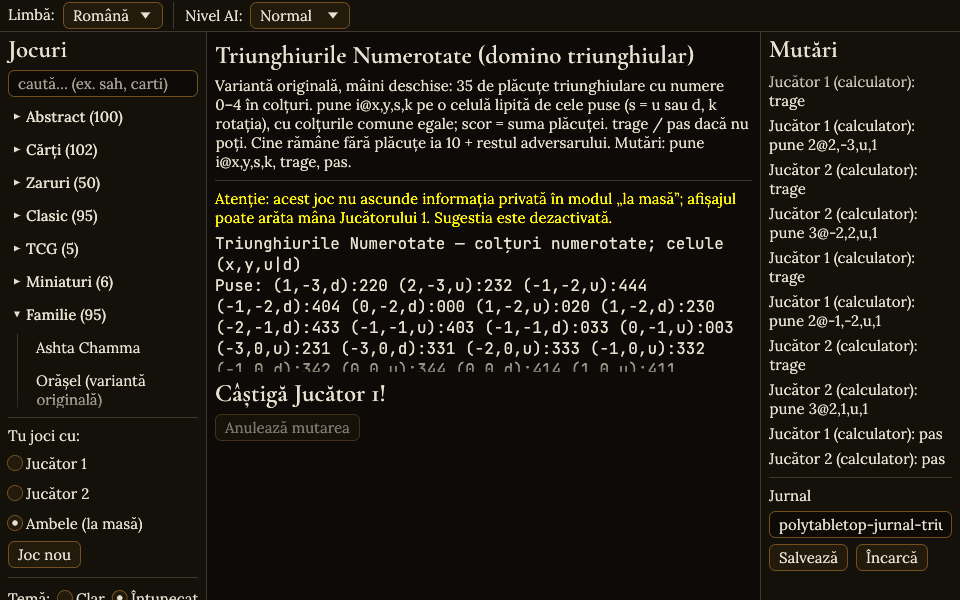 Limbă: Română Nivel AI: Normal
Jocuri
caută... (ex. sah, carti)
Abstract (100)
Cărți (102)
Zaruri (50)
Clasic (95)
TCG (5)
Miniaturi (6)
Familie (95)
Ashta Chamma
Orășel (variantă
originală)
Tu joci cu:
Jucător 1
Jucător 2
Ambele (la masă)
Joc nou
Temă: Clar Întunecat
Triunghiurile Numerotate (domino triunghiular)
Variantă originală, mâini deschise: 35 de plăcuțe triunghiulare cu numere
0–4 în colțuri. pune i@x,y,s,k pe o celulă lipită de cele puse (s = u sau d, k
rotația), cu colțurile comune egale; scor = suma plăcuței. trage / pas dacă nu
poți. Cine rămâne fără plăcuțe ia 10 + restul adversarului. Mutări: pune
i@x,y,s,k, trage, pas.
Atenție: acest joc nu ascunde informația privată în modul „la masă”; afișajul
poate arăta mâna Jucătorului 1. Sugestia este dezactivată.
Triunghiurile Numerotate — colțuri numerotate; celule
(x,y,u|d)
Puse: (1,-3,d):220 (2,-3,u):232 (-1,-2,u):444
(-1,-2,d):404 (0,-2,d):000 (1,-2,u):020 (1,-2,d):230
(-2,-1,d):433 (-1,-1,u):403 (-1,-1,d):033 (0,-1,u):003
(-3,0,u):231 (-3,0,d):331 (-2,0,u):333 (-1,0,u):332
(-1,0,d):342 (0,0,u):344 (0,0,d):414 (1,0,u):411
Câștigă Jucător 1!
Anulează mutarea
Mutări
Jucător 1 (calculator):
trage
Jucător 1 (calculator):
pune 2@2,-3,u,1
Jucător 2 (calculator):
trage
Jucător 2 (calculator):
pune 3@-2,2,u,1
Jucător 1 (calculator):
trage
Jucător 1 (calculator):
pune 2@-1,-2,u,1
Jucător 2 (calculator):
trage
Jucător 2 (calculator):
pune 3@2,1,u,1
Jucător 1 (calculator): pas
Jucător 2 (calculator): pas
Jurnal
polytabletop-jurnal-triu
Salvează Încarcă